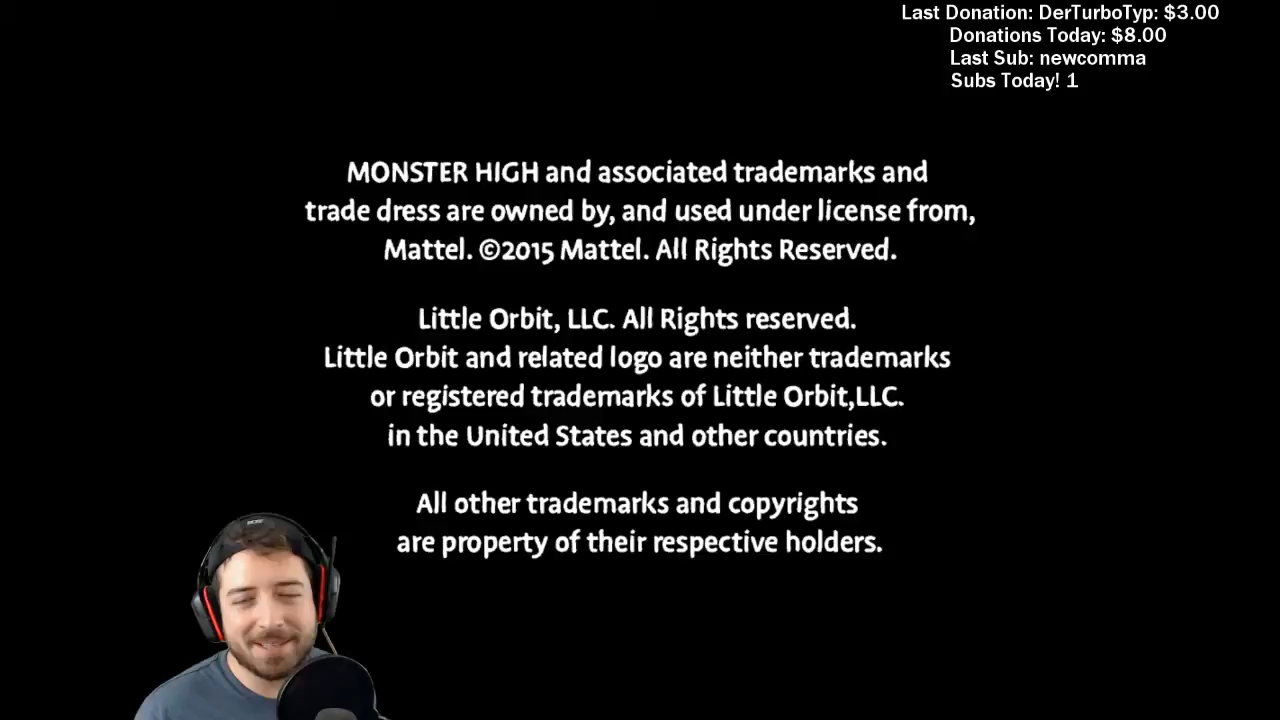 Last Donation: DerTurboTyp: $3.00
Donations Today: $8.00
Last Sub: newcomma
Subs Today! 1
MONSTER HIGH and associated trademarks and
trade dress are owned by, and used under license from,
Mattel. ©2015 Mattel. All Rights Reserved.
Little Orbit, LLC. All Rights reserved.
Little Orbit and related logo are neither trademarks
or registered trademarks of Little Orbit,LLC.
in the United States and other countries.
All other trademarks and copyrights
are property of their respective holders.